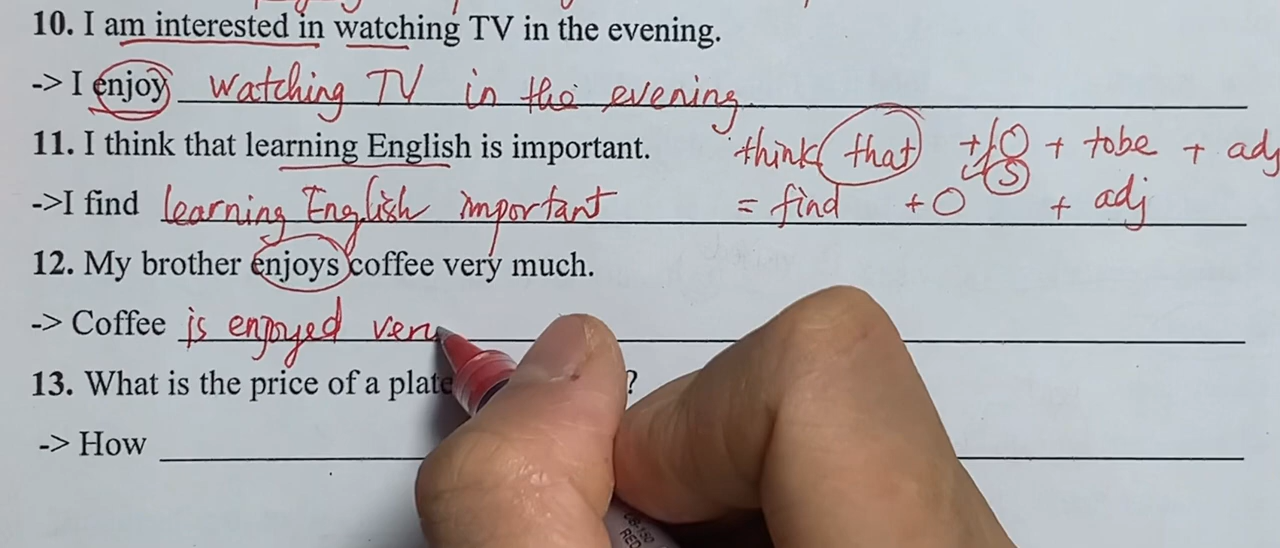 10. I am interested in watching TV in the evening.
-> I enjoy watching TV in the evening.
11. I think that learning English is important.
think that + O + tobe + adj
S
->I find learning English important
= find + O + adj
12. My brother enjoys coffee very much.
-> Coffee is enjoyed very
13. What is the price of a plate ?
-> How